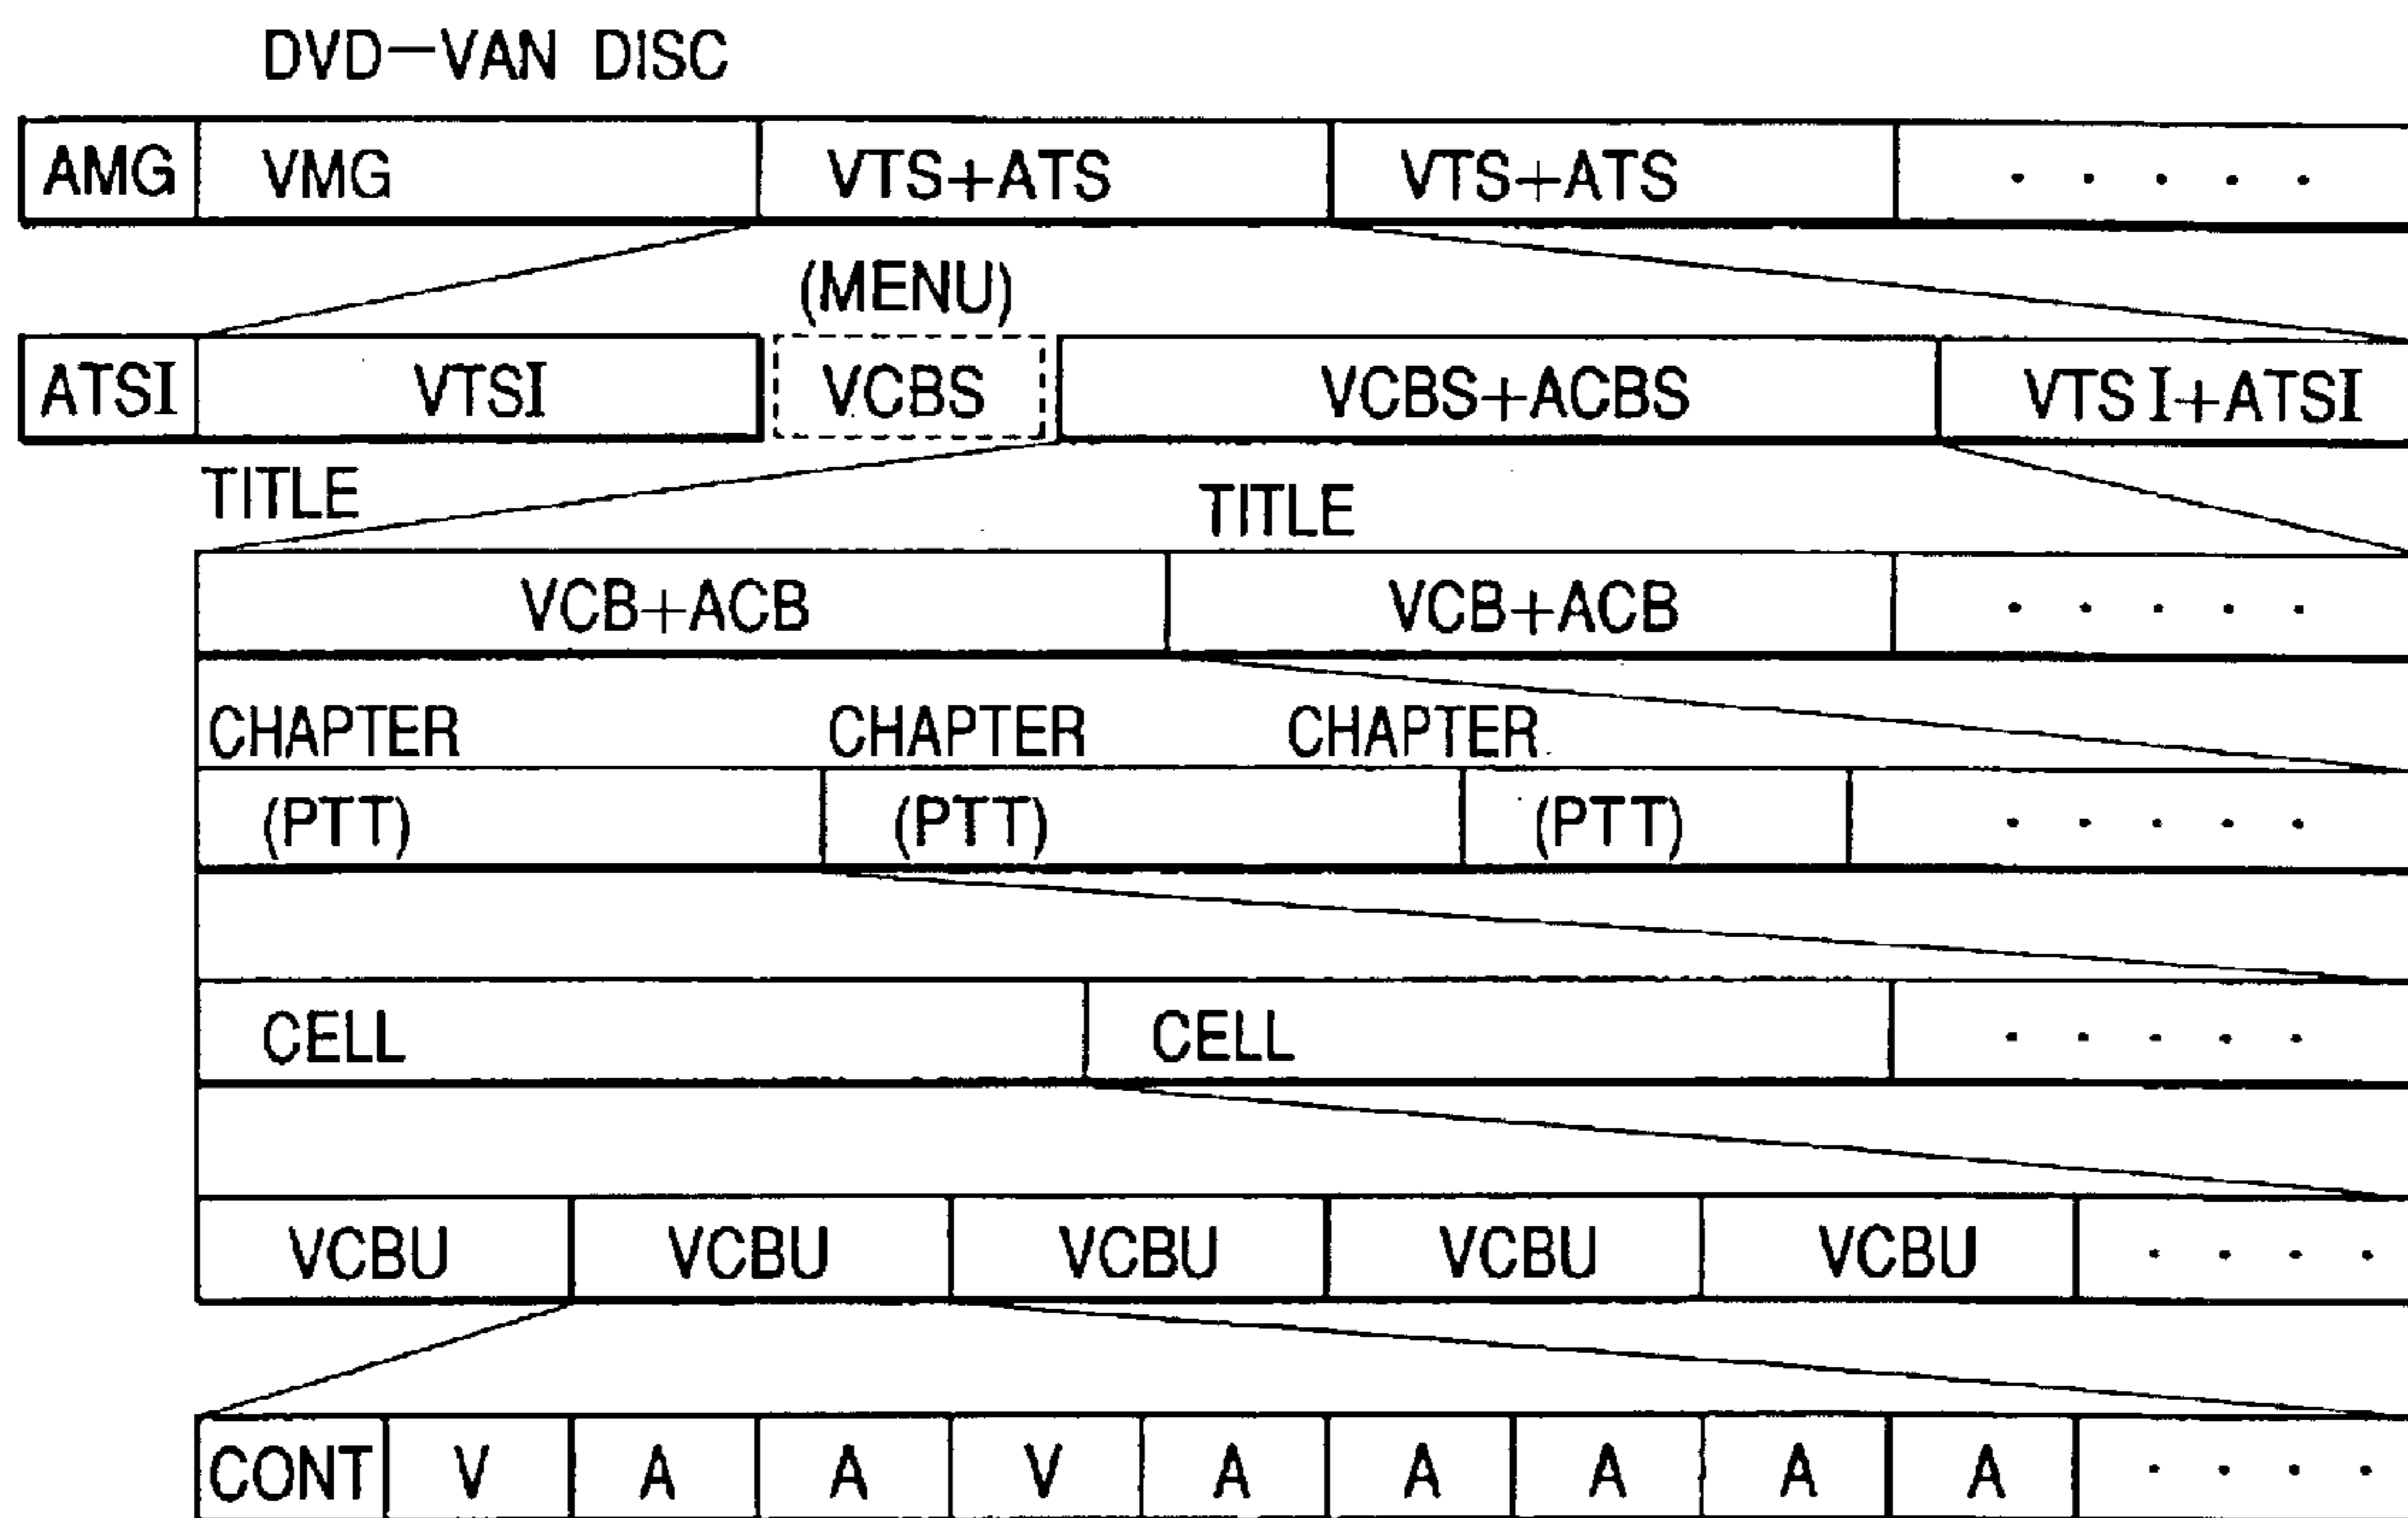 DVD-VAN DISC
AMG VMG VTS+ATS VTS+ATS · · · · ·
(MENU)
ATSI VTSI VCBS VCBS+ACBS VTSI+ATSI
TITLE TITLE
VCB+ACB VCB+ACB · · · · ·
CHAPTER CHAPTER CHAPTER
(PTT) (PTT) (PTT) · · · · ·
CELL CELL · · · · ·
VCBU VCBU VCBU VCBU VCBU · · · ·
CONT V A A V A A A A A · · · ·